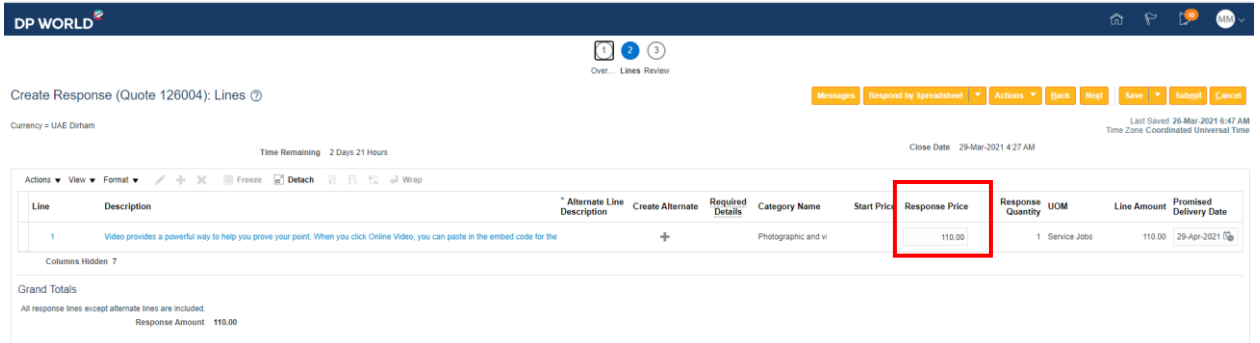 DP WORLD
10
MM
1 2 3
Over... Lines Review
Create Response (Quote 126004): Lines ?
Messages Respond by Spreadsheet Actions Back Next Save Submit Cancel
Currency = UAE Dirham
Last Saved 26-Mar-2021 6:47 AM
Time Zone Coordinated Universal Time
Time Remaining 2 Days 21 Hours
Close Date 29-Mar-2021 4:27 AM
Actions View Format Freeze Detach Wrap
Line Description * Alternate Line Description Create Alternate Required Details Category Name Start Price Response Price Response Quantity UOM Line Amount Promised Delivery Date
1 Video provides a powerful way to help you prove your point. When you click Online Video, you can paste in the embed code for the Photographic and vi 110.00 1 Service Jobs 110.00 29-Apr-2021
Columns Hidden 7
Grand Totals
All response lines except alternate lines are included.
Response Amount 110.00